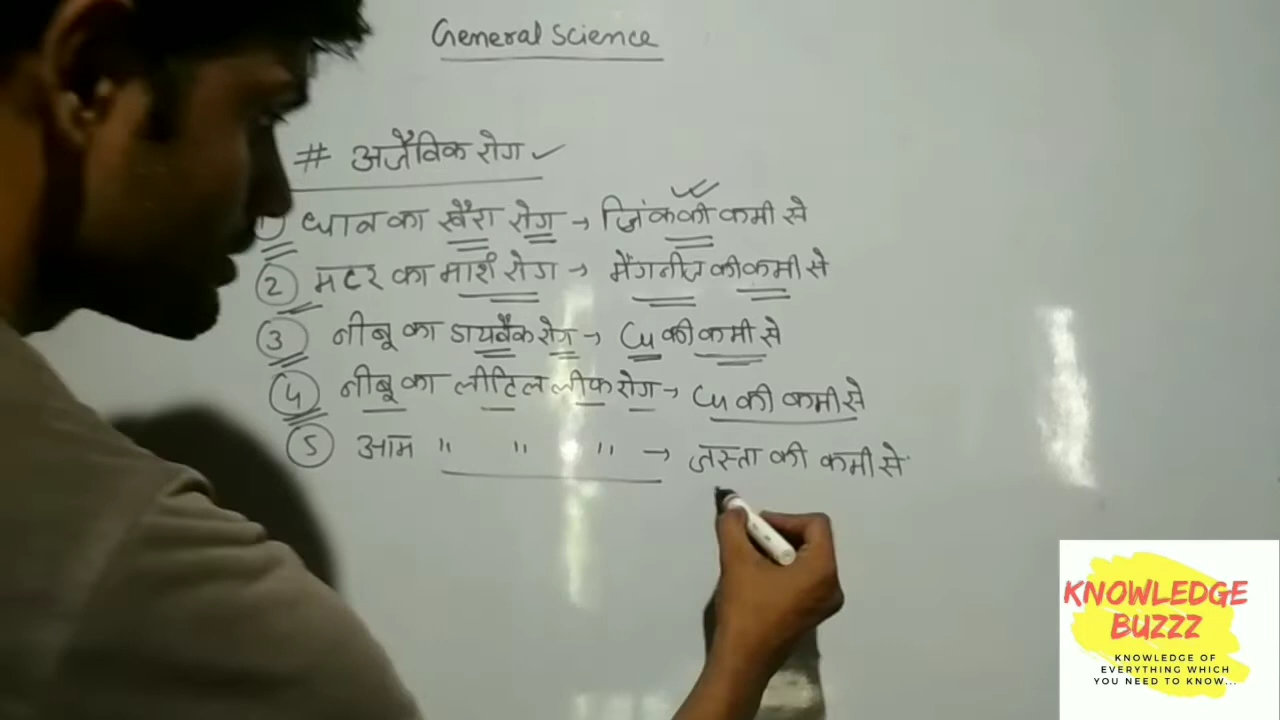 General Science
# अजैविक रोग
1) धान का खैरा रोग → जिंक की कमी से
2 मटर का मार्श रोग → मैंगनीज की कमी से
3 नीबू का डायबैक रोग → Cu की कमी से
4 नीबू का लीटिल लीफ रोग → Cu की कमी से
5 आम " " " → जस्ता की कमी से
KNOWLEDGE
BUZZZ
KNOWLEDGE OF
EVERYTHING WHICH
YOU NEED TO KNOW...